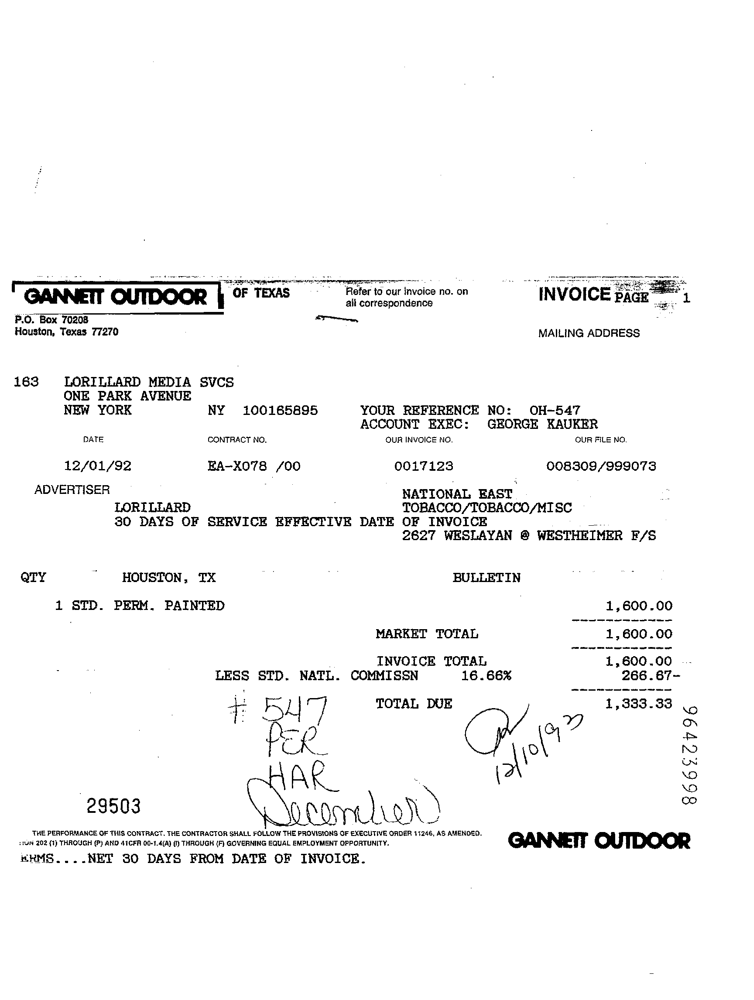 GANNETT OUTDOOR OF TEXAS
Refer to our invoice no. on
all correspondence
INVOICE PAGE 1
P.O. Box 70208
Houston, Texas 77270
MAILING ADDRESS
163 LORILLARD MEDIA SVCS
ONE PARK AVENUE
NEW YORK NY 100165895 YOUR REFERENCE NO: OH-547
ACCOUNT EXEC: GEORGE KAUKER
DATE CONTRACT NO. OUR INVOICE NO. OUR FILE NO.
12/01/92 EA-X078 /00 0017123 008309/999073
ADVERTISER NATIONAL EAST
LORILLARD TOBACCO/TOBACCO/MISC
30 DAYS OF SERVICE EFFECTIVE DATE OF INVOICE
2627 WESLAYAN @ WESTHEIMER F/S
QTY HOUSTON, TX BULLETIN
1 STD. PERM. PAINTED 1,600.00
MARKET TOTAL 1,600.00
INVOICE TOTAL 1,600.00
LESS STD. NATL. COMMISSN 16.66% 266.67-
TOTAL DUE 1,333.33
# 547
PER
HAR
December
12/10/92
96423998
29503
THE PERFORMANCE OF THIS CONTRACT. THE CONTRACTOR SHALL FOLLOW THE PROVISIONS OF EXECUTIVE ORDER 11246, AS AMENDED.
202 (1) THROUGH (P) AND 41CFR 00-1.4(A) (I) THROUGH (F) GOVERNING EQUAL EMPLOYMENT OPPORTUNITY.
GANNETT OUTDOOR
ERMS....NET 30 DAYS FROM DATE OF INVOICE.